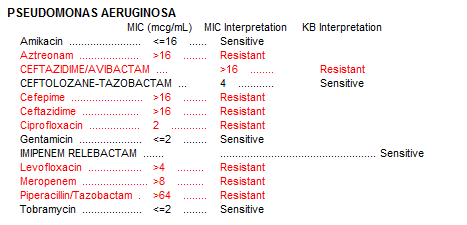 PSEUDOMONAS AERUGINOSA
MIC (mcg/mL) MIC Interpretation KB Interpretation
Amikacin ........................ <=16 ...... Sensitive
Aztreonam ..................... >16 ........ Resistant
CEFTAZIDIME/AVIBACTAM .... >16 ........ Resistant
CEFTOLOZANE-TAZOBACTAM ... 4 ............ Sensitive
Cefepime ....................... >16 ........ Resistant
Ceftazidime .................... >16 ........ Resistant
Ciprofloxacin .................. 2 ............. Resistant
Gentamicin .................... <=2 ........ Sensitive
IMIPENEM RELEBACTAM ....... .................................................... Sensitive
Levofloxacin ................... >4 .......... Resistant
Meropenem ..................... >8 .......... Resistant
Piperacillin/Tazobactam . >64 ........ Resistant
Tobramycin .................... <=2 ........ Sensitive